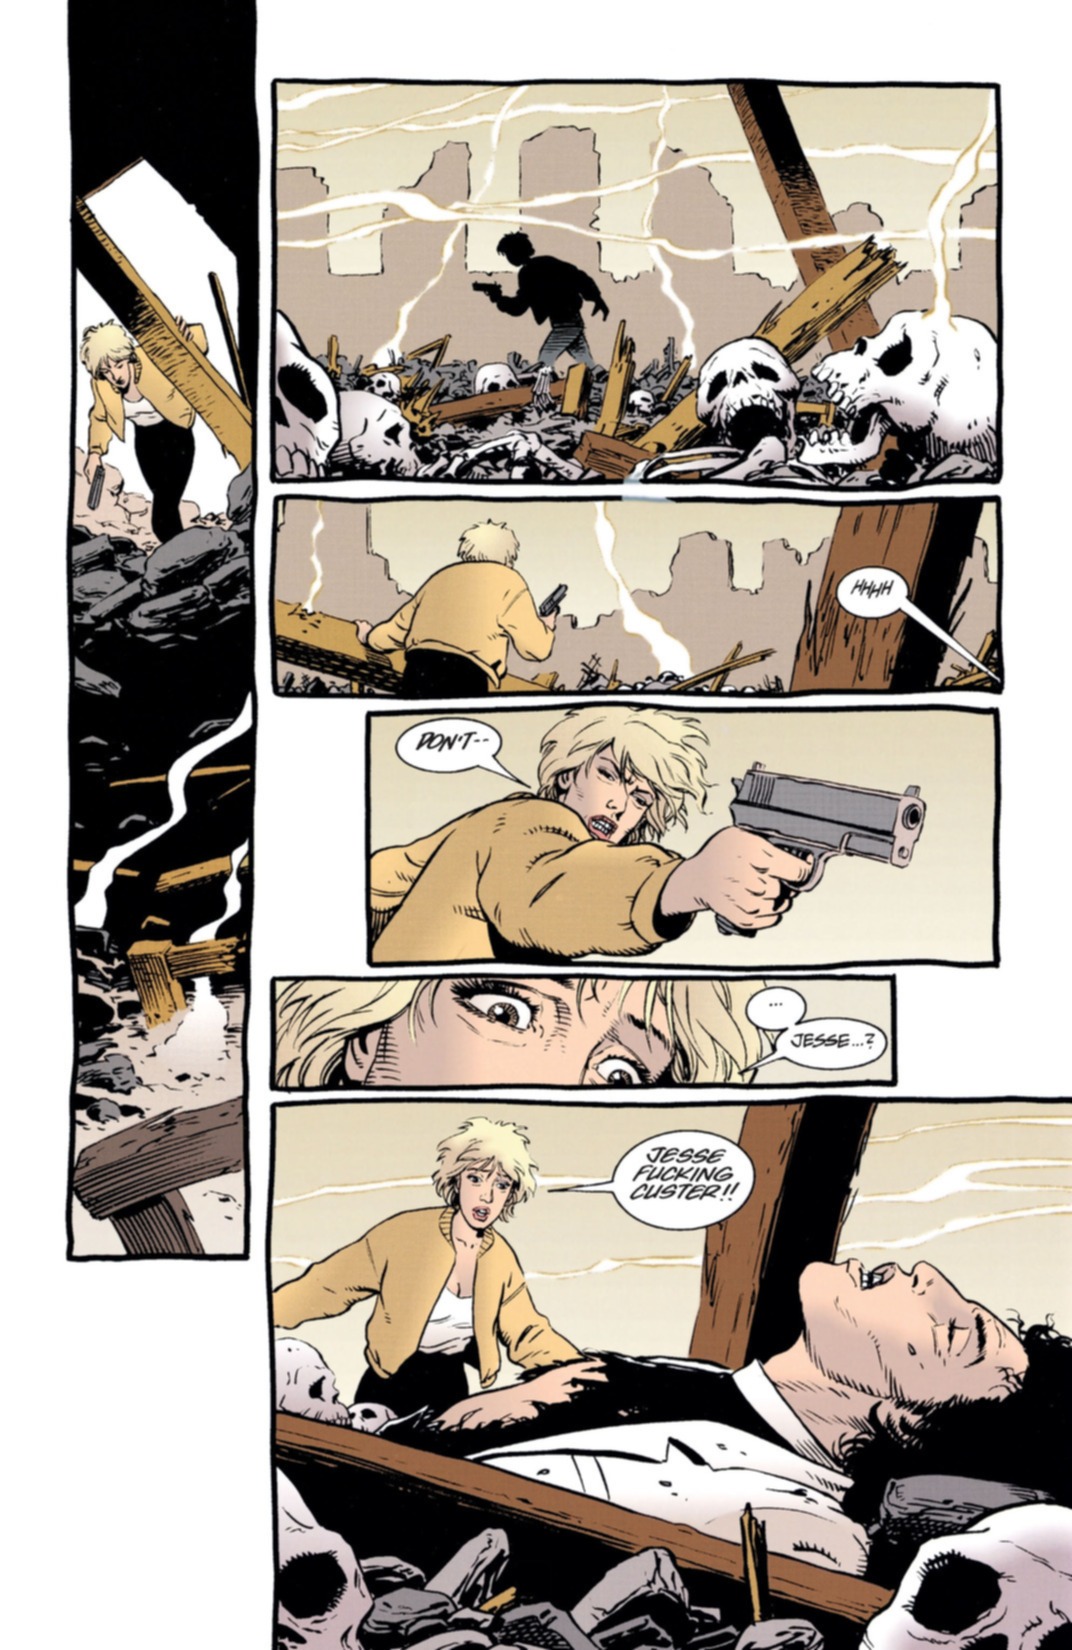 HHHH
DON'T--
...
JESSE...?
JESSE
FUCKING
CUSTER!!